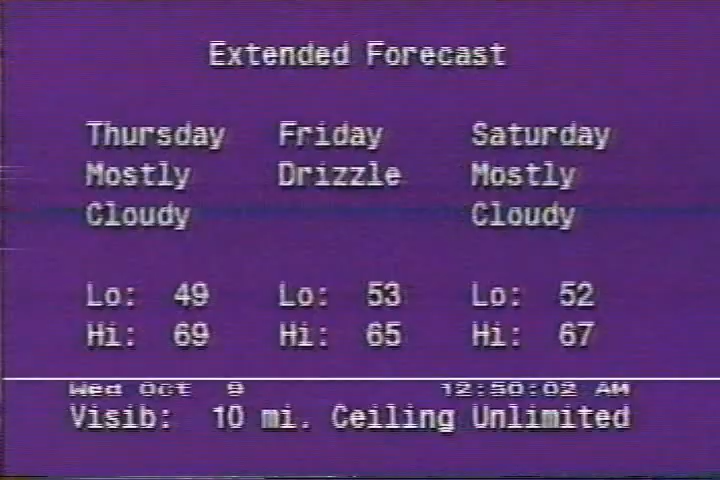 Extended Forecast
Thursday Friday Saturday
Mostly Drizzle Mostly
Cloudy Cloudy
Lo: 49 Lo: 53 Lo: 52
Hi: 69 Hi: 65 Hi: 67
Wed Oct 9 12:50:02 AM
Visib: 10 mi. Ceiling Unlimited